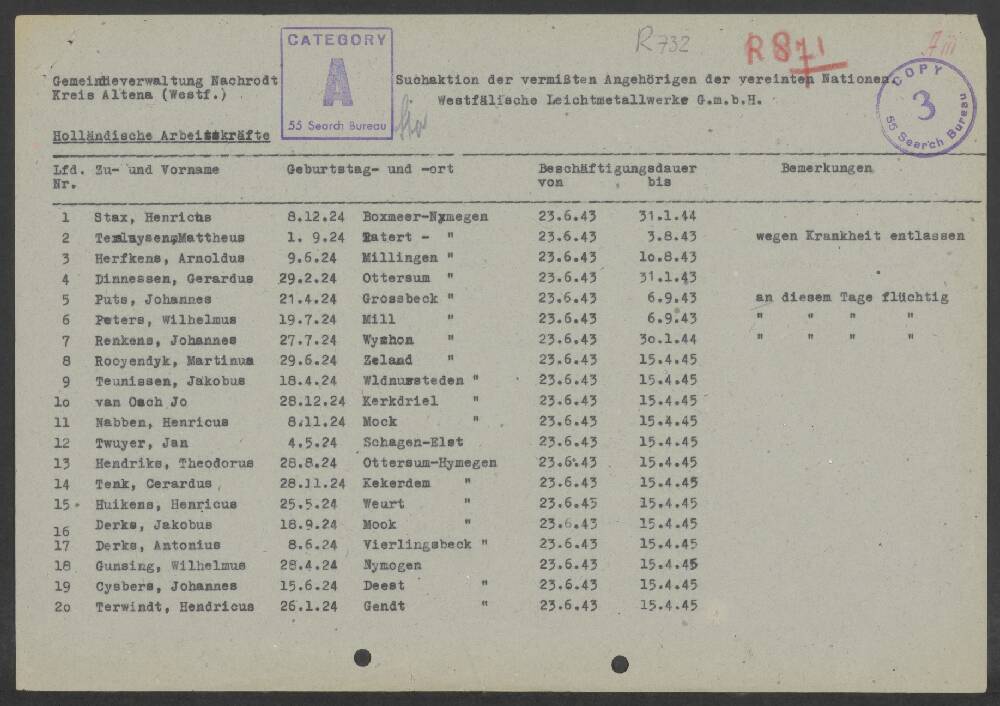 R 732
R 871
CATEGORY
A
55 Search Bureau
COPY
3
55 Search Bureau
Gemeindeverwaltung Nachrodt
Kreis Altena (Westf.)
Suchaktion der vermißten Angehörigen der vereinten Nationen.
Westfälische Leichtmetallwerke G.m.b.H.
Holländische Arbeitskräfte
Lfd. Zu- und Vorname Geburtstag- und -ort Beschäftigungsdauer Bemerkungen
Nr. von bis
1 Stax, Henrichs 8.12.24 Boxmeer-Nymegen 23.6.43 31.1.44
2 Mattheus 1. 9.24 Ratert - " 23.6.43 3.8.43 wegen Krankheit entlassen
3 Herfkens, Arnoldus 9.6.24 Millingen " 23.6.43 1o.8.43
4 Dinnessen, Gerardus 29.2.24 Ottersum " 23.6.43 31.1.43
5 Puts, Johannes 21.4.24 Grossbeck " 23.6.43 6.9.43 an diesem Tage flüchtig
6 Peters, Wilhelmus 19.7.24 Mill " 23.6.43 6.9.43 " " " "
7 Renkens, Johannes 27.7.24 Wyshon " 23.6.43 3o.1.44 " " " "
8 Rooyendyk, Martinus 29.6.24 Zeland " 23.6.43 15.4.45
9 Teunissen, Jakobus 18.4.24 Wldnursteden " 23.6.43 15.4.45
1o van Osch Jo 28.12.24 Kerkdriel " 23.6.43 15.4.45
11 Nabben, Henricus 8.11.24 Mock " 23.6.43 15.4.45
12 Twuyer, Jan 4.5.24 Schagen-Elst 23.6.43 15.4.45
13 Hendriks, Theodorus 28.8.24 Ottersum-Hymegen 23.6.43 15.4.45
14 Tenk, Gerardus 28.11.24 Kekerdem " 23.6.43 15.4.45
15 Huikens, Henricus 25.5.24 Weurt " 23.6.45 15.4.45
16 Derks, Jakobus 18.9.24 Mook " 23.6.43 15.4.45
17 Derks, Antonius 8.6.24 Vierlingsbeck " 23.6.43 15.4.45
18 Gunsing, Wilhelmus 28.4.24 Nymogen 23.6.43 15.4.45
19 Cysbers, Johannes 15.6.24 Deest " 23.6.43 15.4.45
2o Terwindt, Hendricus 26.1.24 Gendt " 23.6.43 15.4.45